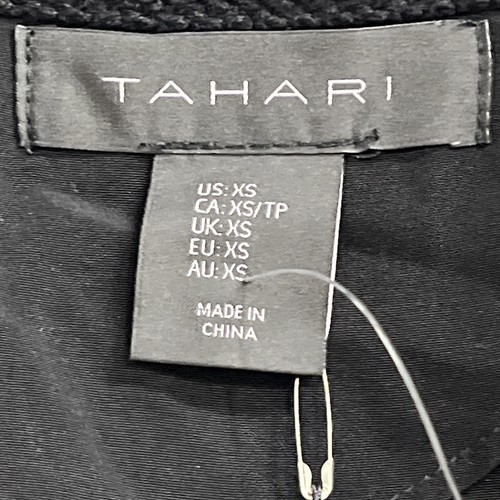 TAHARI
US: XS
CA: XS/TP
UK: XS
EU: XS
AU: XS
MADE IN
CHINA